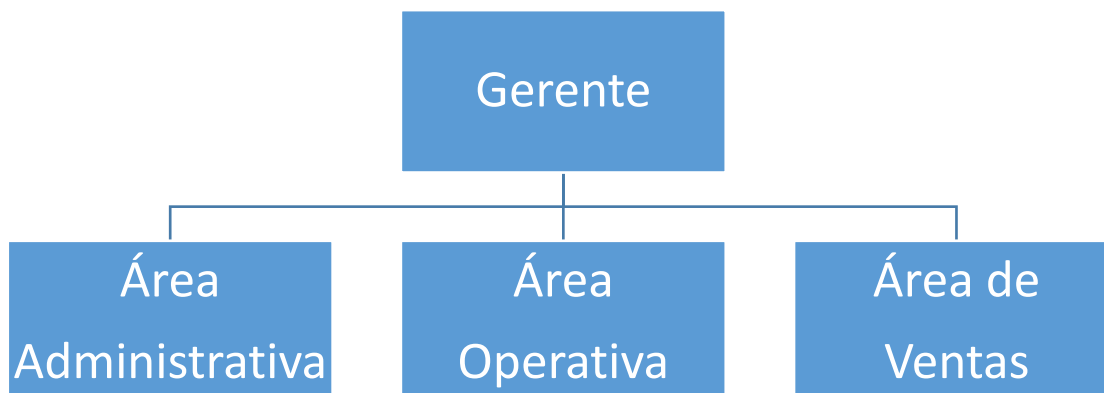 Gerente
Área
Administrativa
Área
Operativa
Área de
Ventas